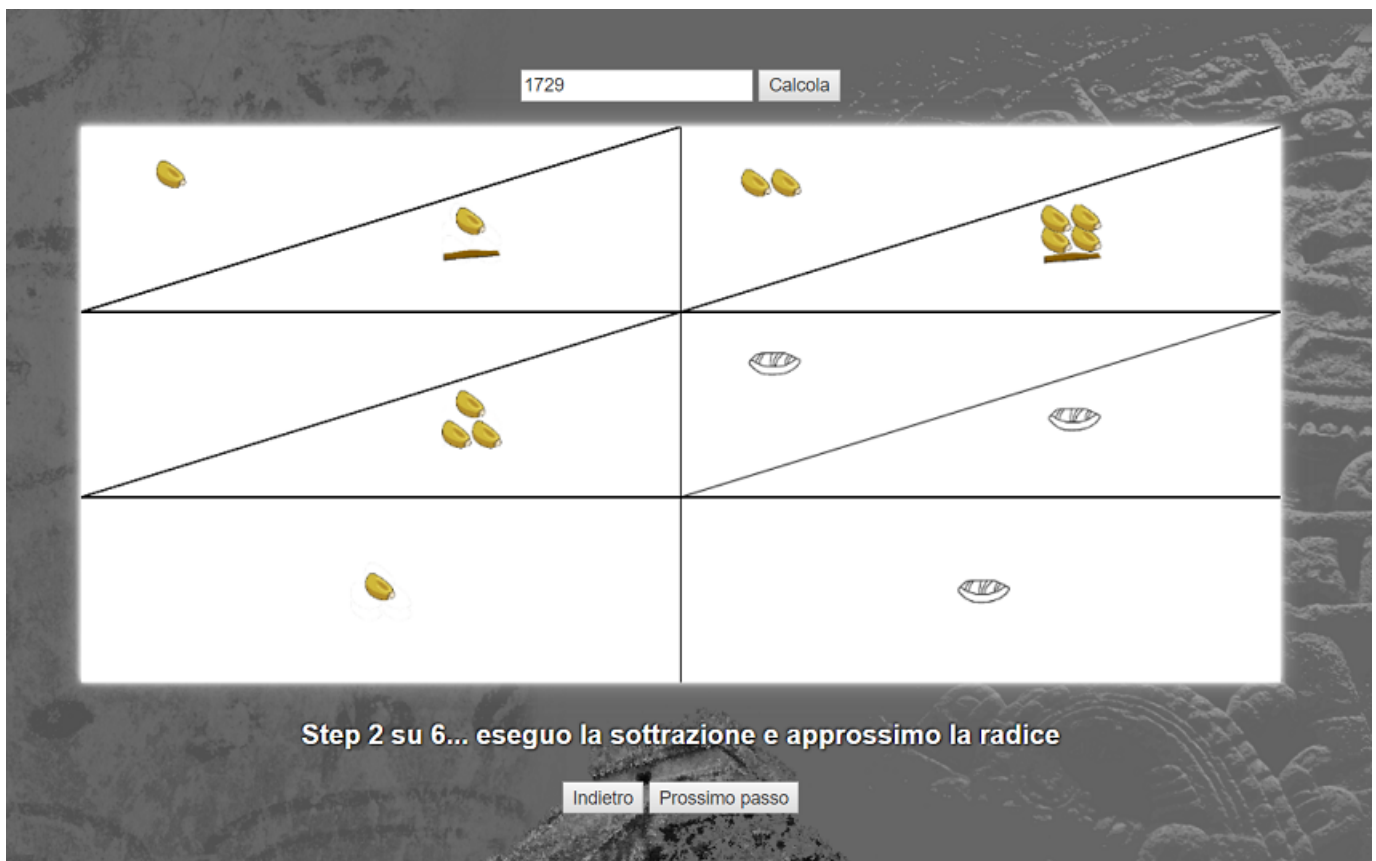 1729
Calcola
Step 2 su 6... eseguo la sottrazione e approssimo la radice
Indietro
Prossimo passo